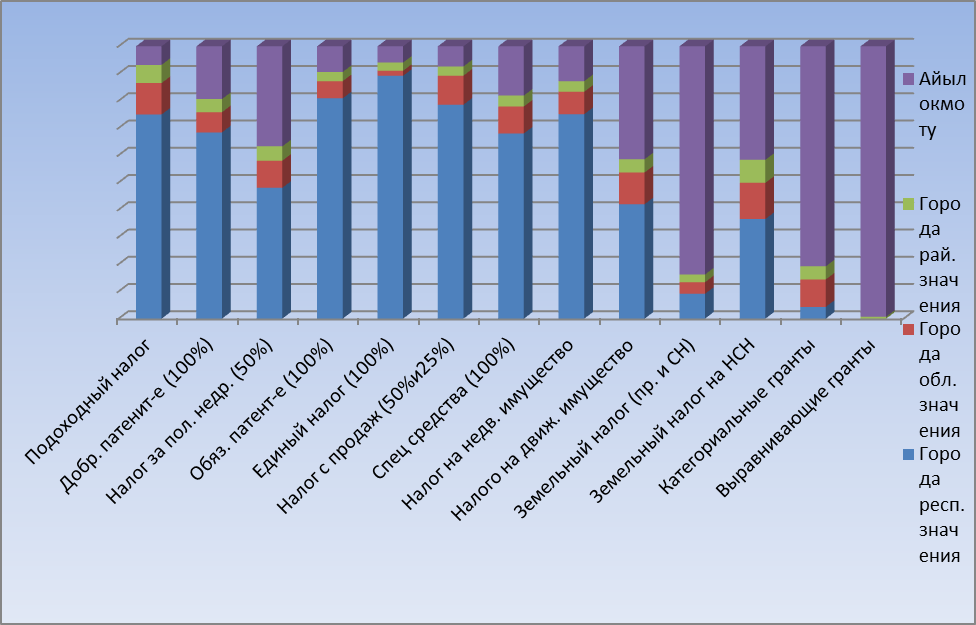 Подоходный налог
Добр. патенит-е (100%)
Налог за пол. недр. (50%)
Обяз. патент-е (100%)
Единый налог (100%)
Налог с продаж (50%и25%)
Спец средства (100%)
Налог на недв. имущество
Налого на движ. имущество
Земельный налог (пр. и СН)
Земельный налог на НСН
Категориальные гранты
Выравнивающие гранты
Айыл
окмо
ту
Горо
да
рай.
знач
ения
Горо
да
обл.
знач
ения
Горо
да
респ.
знач
ения